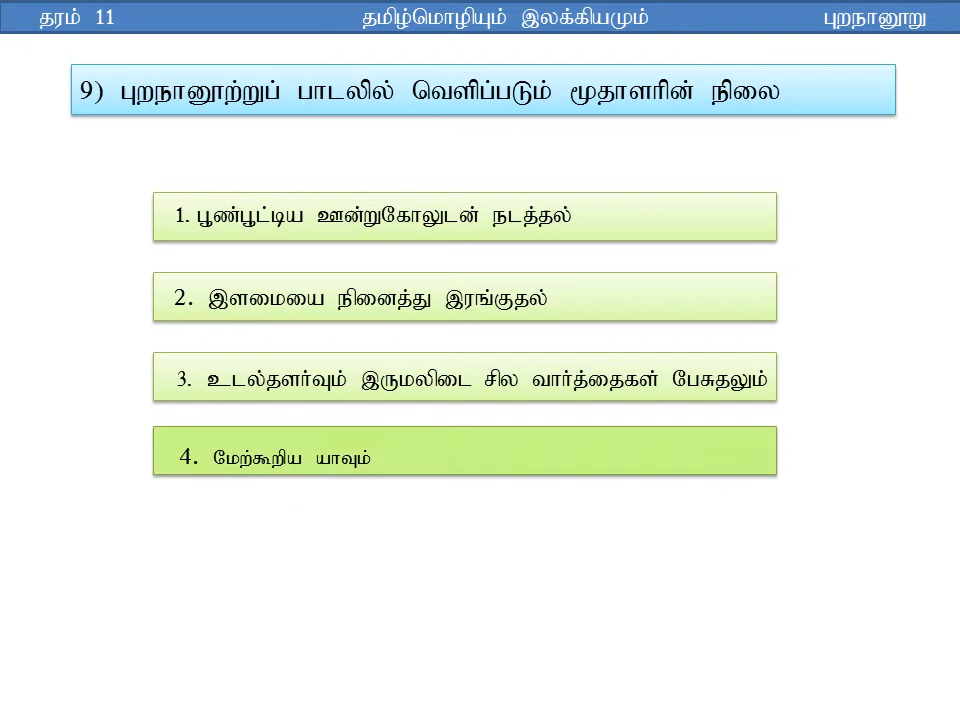 தரம் 11 தமிழ்மொழியும் இலக்கியமும் புறநானூறு
9) புறநானூற்றுப் பாடலில் வெளிப்படும் மூதாளரின் நிலை
1. பூண்பூட்டிய ஊன்றுகோலுடன் நடத்தல்
2. இளமையை நினைத்து இரங்குதல்
3. உடல்தளர்வும் இருமலிடை சில வார்த்தைகள் பேசுதலும்
4. மேற்கூறிய யாவும்